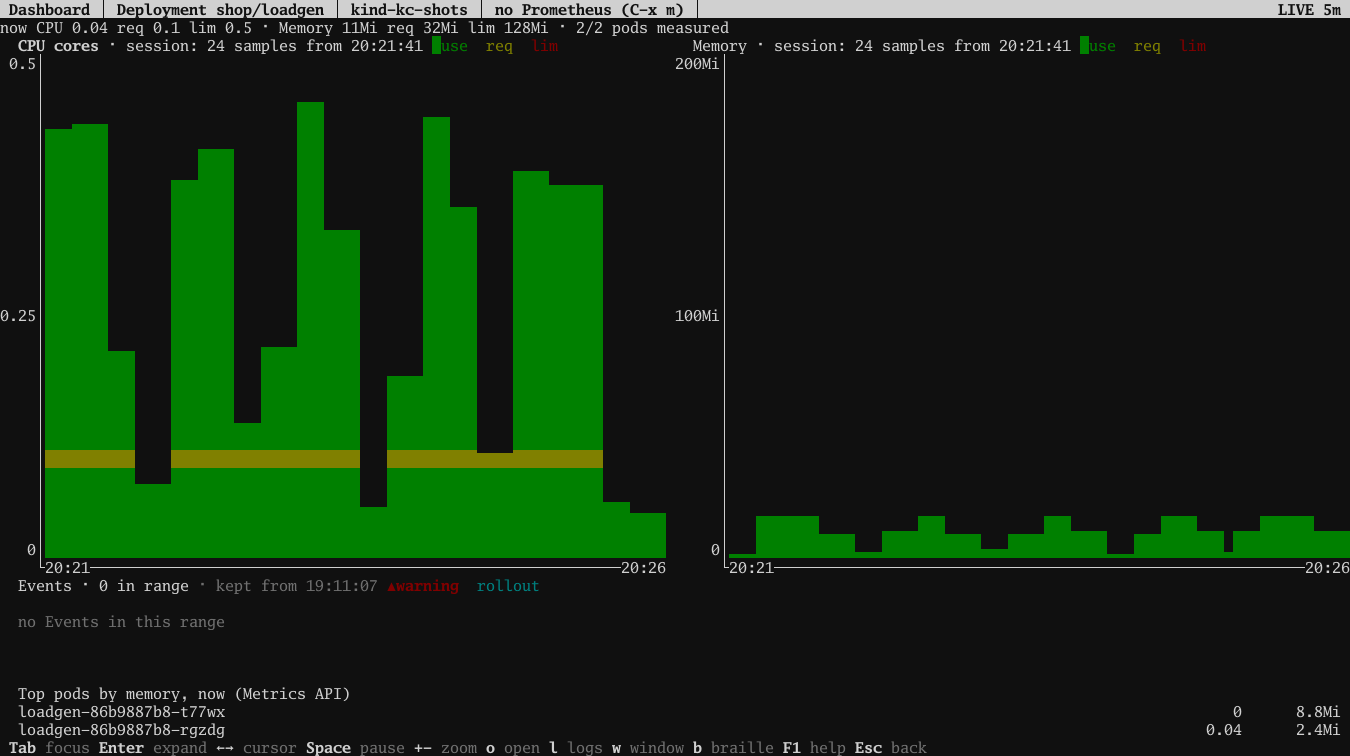 Dashboard Deployment shop/loadgen kind-kc-shots no Prometheus (C-x m) LIVE 5m
now CPU 0.04 req 0.1 lim 0.5 · Memory 11Mi req 32Mi lim 128Mi · 2/2 pods measured
CPU cores · session: 24 samples from 20:21:41 use req lim Memory · session: 24 samples from 20:21:41 use req lim
0.5 200Mi
0.25 100Mi
0 0
20:21 20:26 20:21 20:26
Events · 0 in range · kept from 19:11:07 ▲warning rollout
no Events in this range
Top pods by memory, now (Metrics API)
loadgen-86b9887b8-t77wx 0 8.8Mi
loadgen-86b9887b8-rgzdg 0.04 2.4Mi
Tab focus Enter expand ←→ cursor Space pause +− zoom o open l logs w window b braille F1 help Esc back